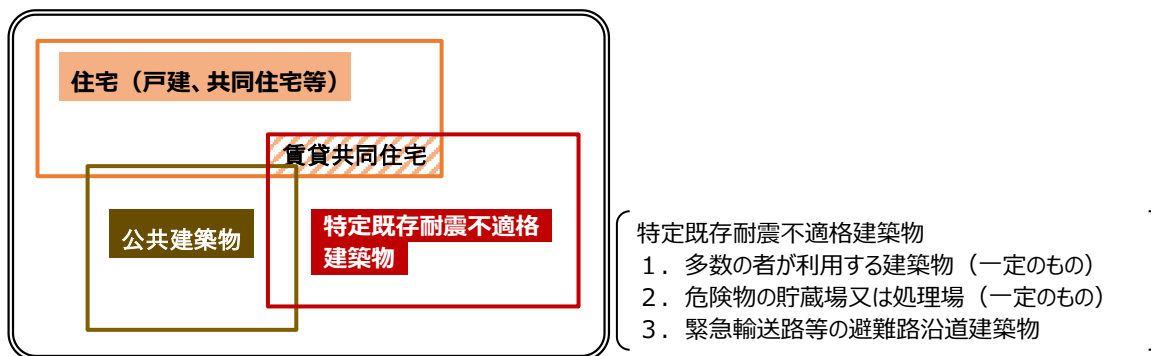 住宅（戸建、共同住宅等）
賃貸共同住宅
公共建築物
特定既存耐震不適格
建築物
特定既存耐震不適格建築物
１．多数の者が利用する建築物（一定のもの）
２．危険物の貯蔵場又は処理場（一定のもの）
３．緊急輸送路等の避難路沿道建築物